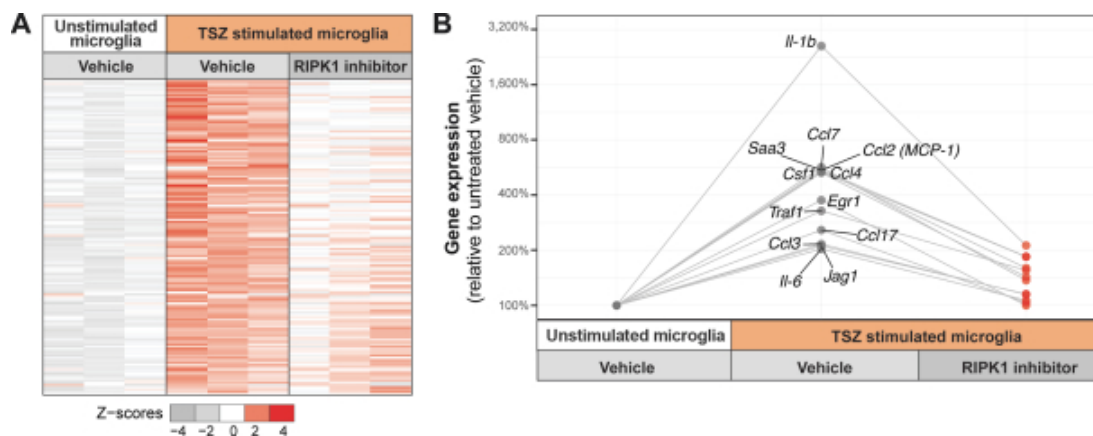 A
Unstimulated
microglia
TSZ stimulated microglia
Vehicle
Vehicle
RIPK1 inhibitor
Z-scores
−4
−2
0
2
4
B
Gene expression
(relative to untreated vehicle)
3,200%
1,600%
800%
400%
200%
100%
Il-1b
Ccl7
Saa3
Ccl2 (MCP-1)
Csf1
Ccl4
Egr1
Traf1
Ccl17
Ccl3
Il-6
Jag1
Unstimulated microglia
TSZ stimulated microglia
Vehicle
Vehicle
RIPK1 inhibitor